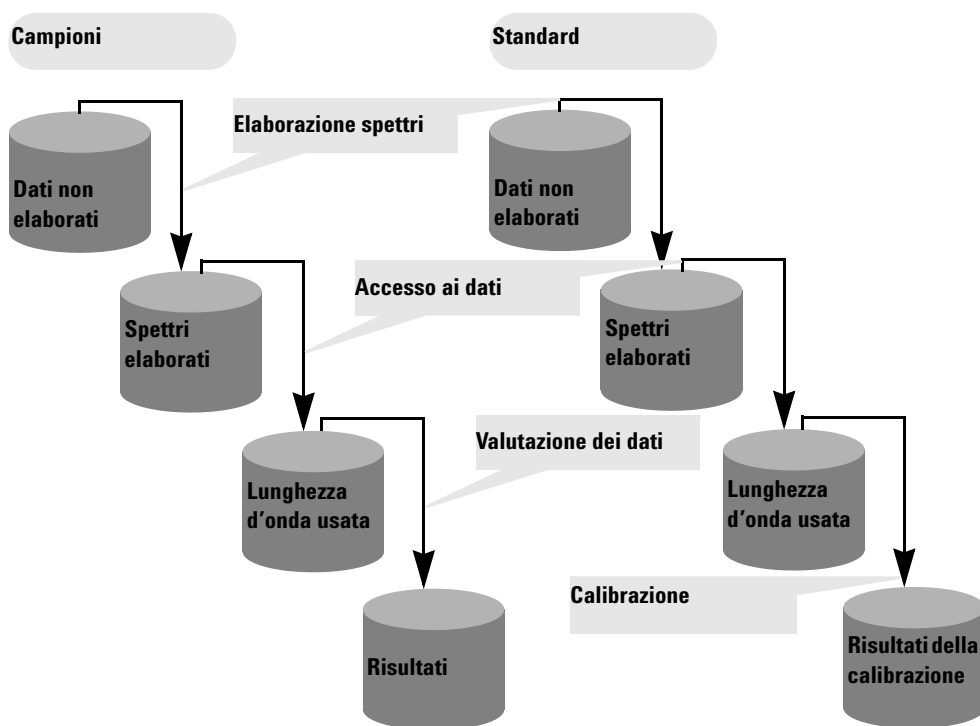 Campioni
Standard
Elaborazione spettri
Dati non
elaborati
Dati non
elaborati
Accesso ai dati
Spettri
elaborati
Spettri
elaborati
Valutazione dei dati
Lunghezza
d'onda usata
Lunghezza
d'onda usata
Calibrazione
Risultati
Risultati della
calibrazione